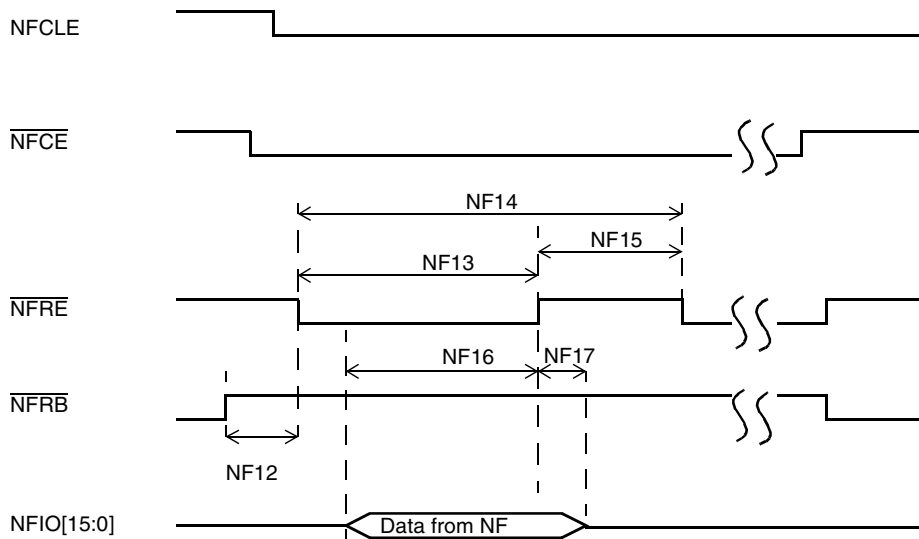 NFCLE
NFCE
NF14
NF15
NF13
NFRE
NF16
NF17
NFRB
NF12
NFIO[15:0]
Data from NF